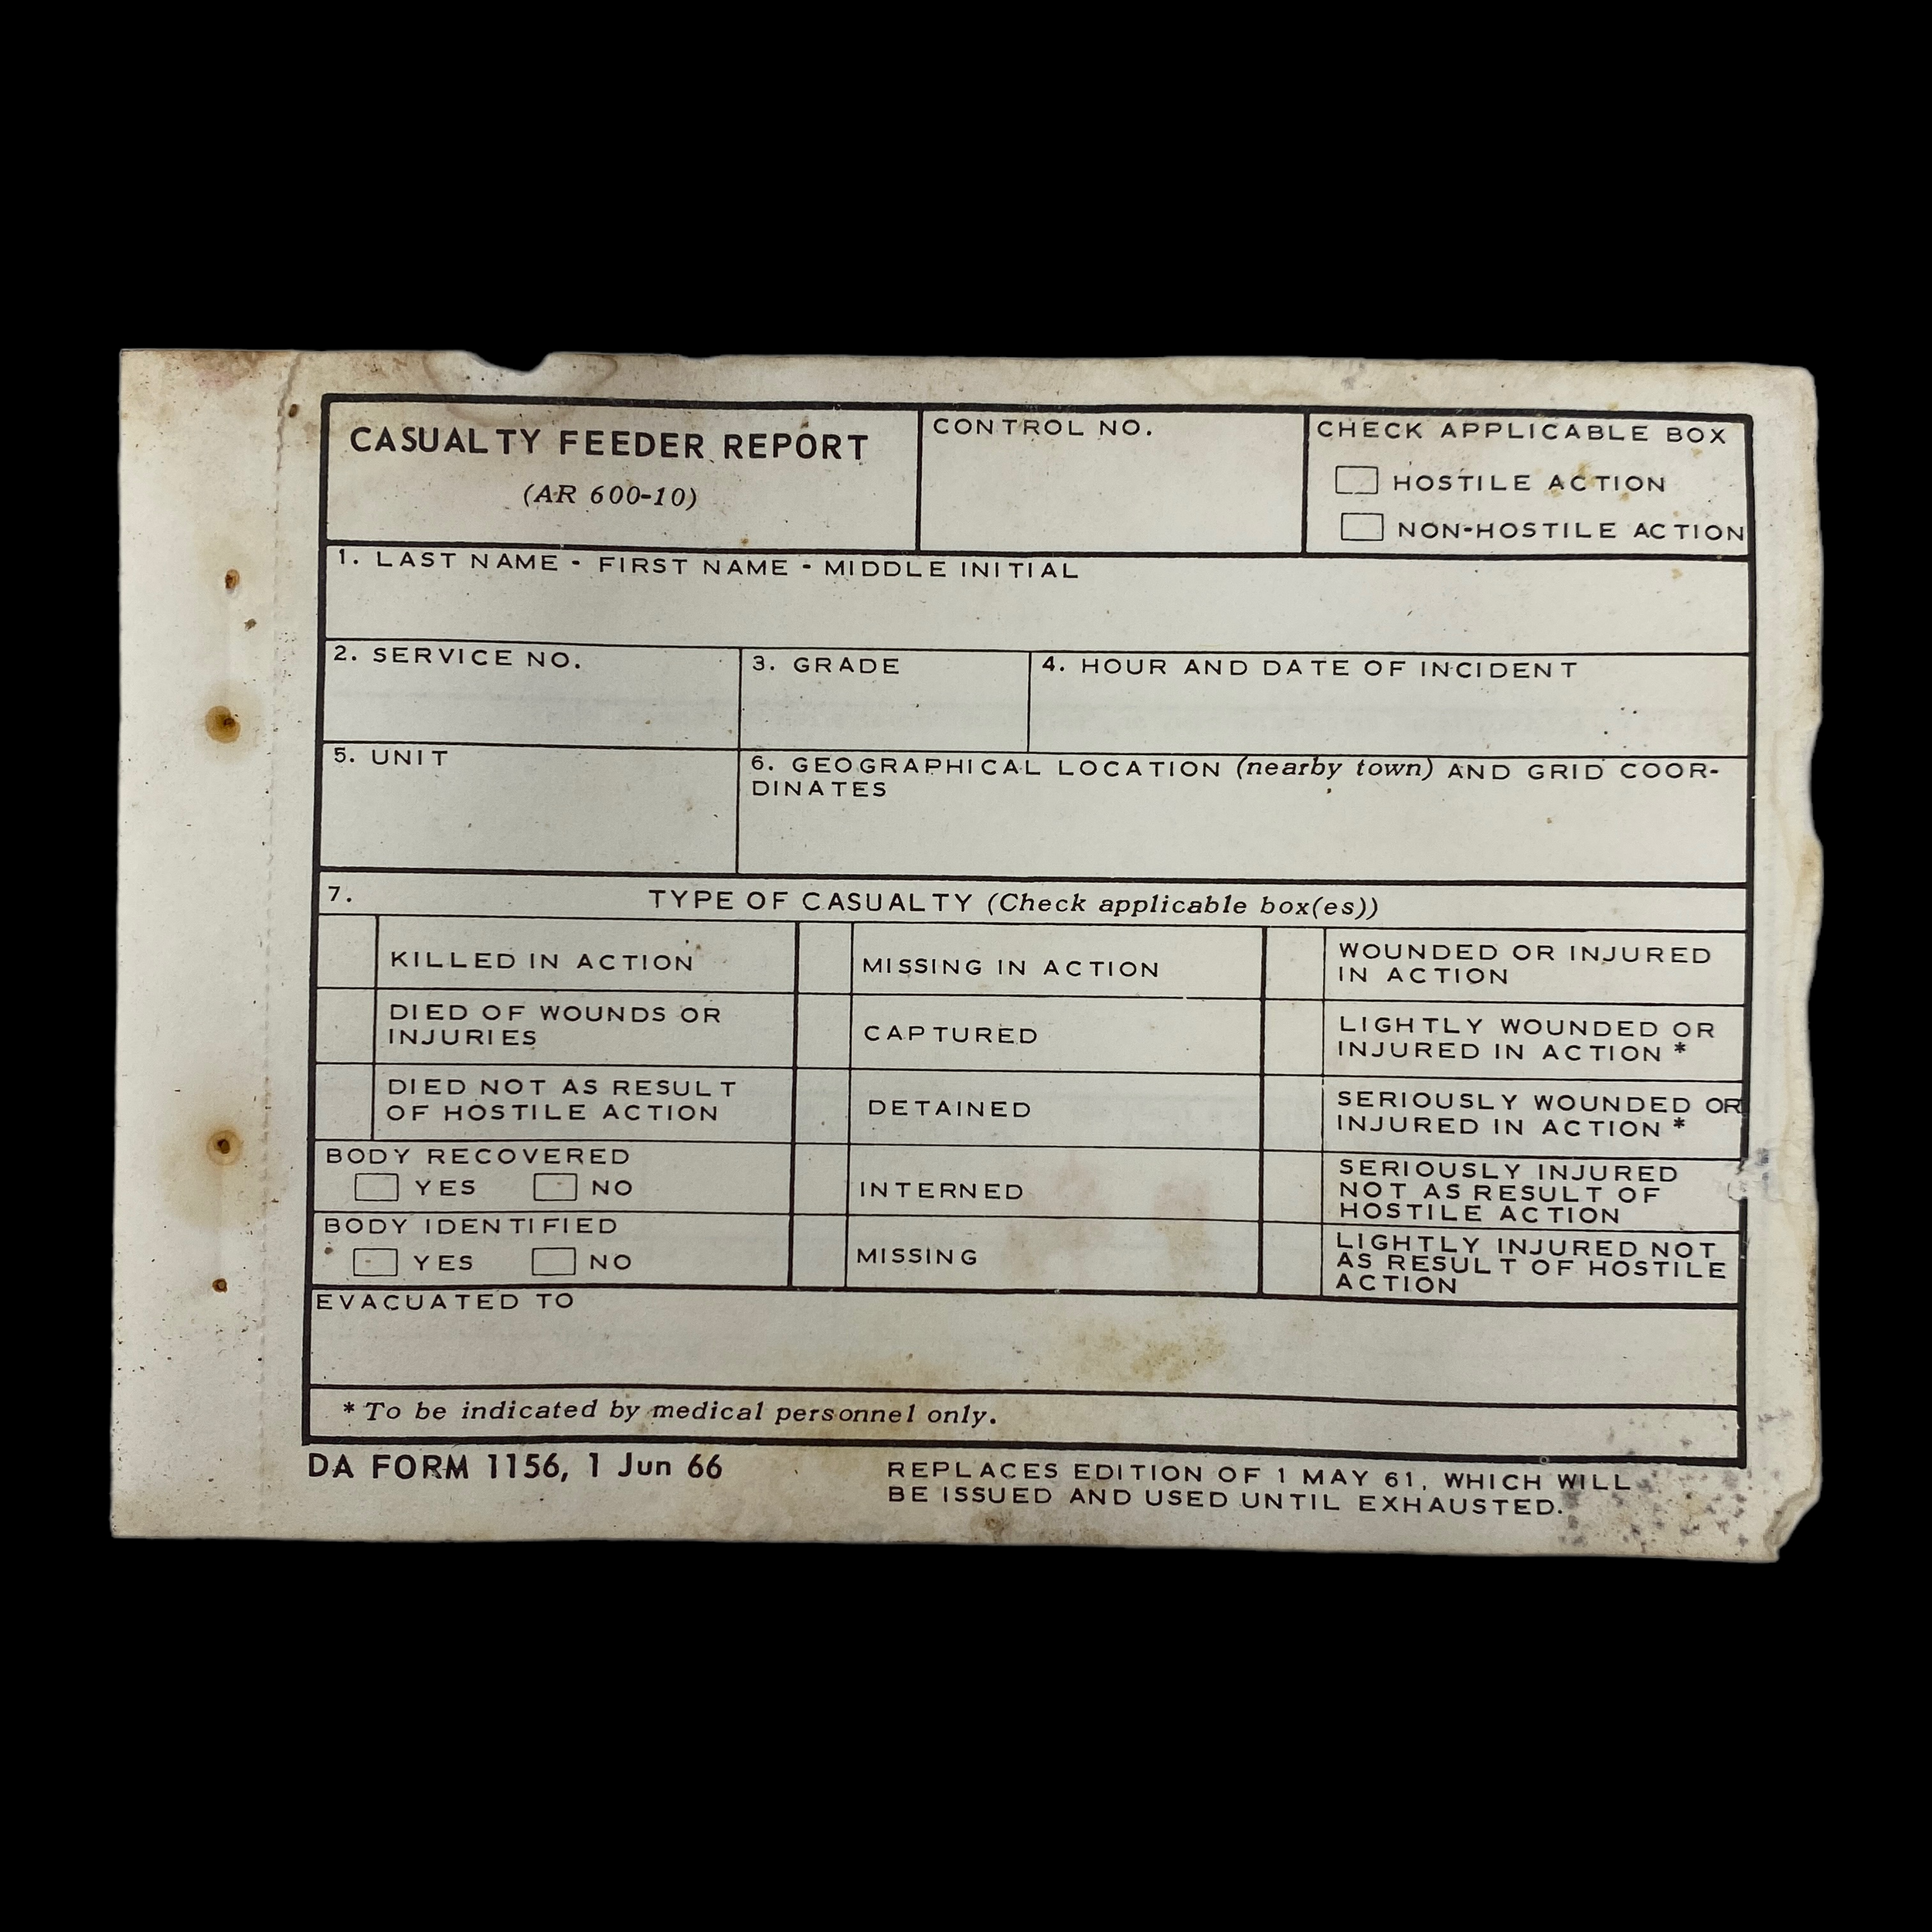 CASUALTY FEEDER REPORT
(AR 600-10)
CONTROL NO.
CHECK APPLICABLE BOX
HOSTILE ACTION
NON-HOSTILE ACTION
1. LAST NAME - FIRST NAME - MIDDLE INITIAL
2. SERVICE NO.
3. GRADE
4. HOUR AND DATE OF INCIDENT
5. UNIT
6. GEOGRAPHICAL LOCATION (nearby town) AND GRID COOR-
DINATES
7. TYPE OF CASUALTY (Check applicable box(es))
KILLED IN ACTION
MISSING IN ACTION
WOUNDED OR INJURED
IN ACTION
DIED OF WOUNDS OR
INJURIES
CAPTURED
LIGHTLY WOUNDED OR
INJURED IN ACTION *
DIED NOT AS RESULT
OF HOSTILE ACTION
DETAINED
SERIOUSLY WOUNDED OR
INJURED IN ACTION *
BODY RECOVERED
YES NO
INTERNED
SERIOUSLY INJURED
NOT AS RESULT OF
HOSTILE ACTION
BODY IDENTIFIED
YES NO
MISSING
LIGHTLY INJURED NOT
AS RESULT OF HOSTILE
ACTION
EVACUATED TO
* To be indicated by medical personnel only.
DA FORM 1156, 1 Jun 66
REPLACES EDITION OF 1 MAY 61, WHICH WILL
BE ISSUED AND USED UNTIL EXHAUSTED.